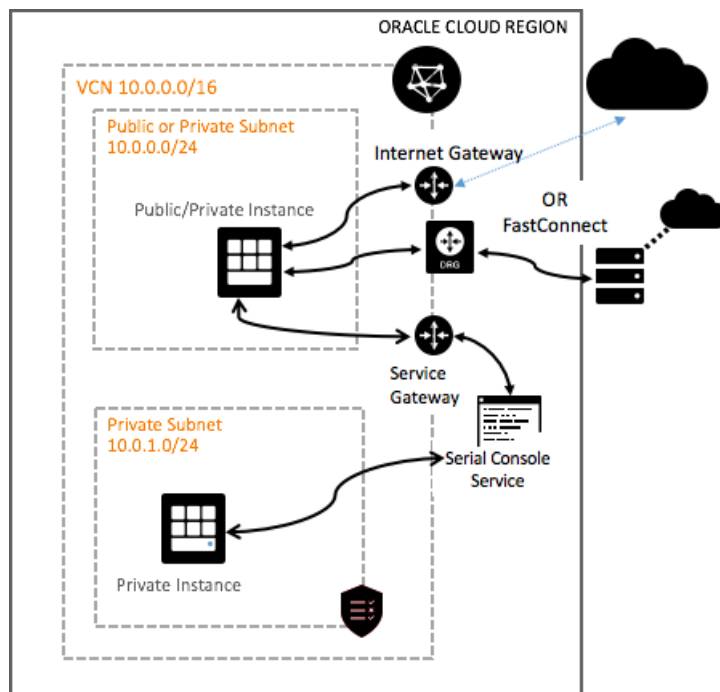 ORACLE CLOUD REGION
VCN 10.0.0.0/16
Public or Private Subnet
10.0.0.0/24
Internet Gateway
Public/Private Instance
OR
FastConnect
DRG
Service
Gateway
Private Subnet
10.0.1.0/24
Serial Console
Service
Private Instance